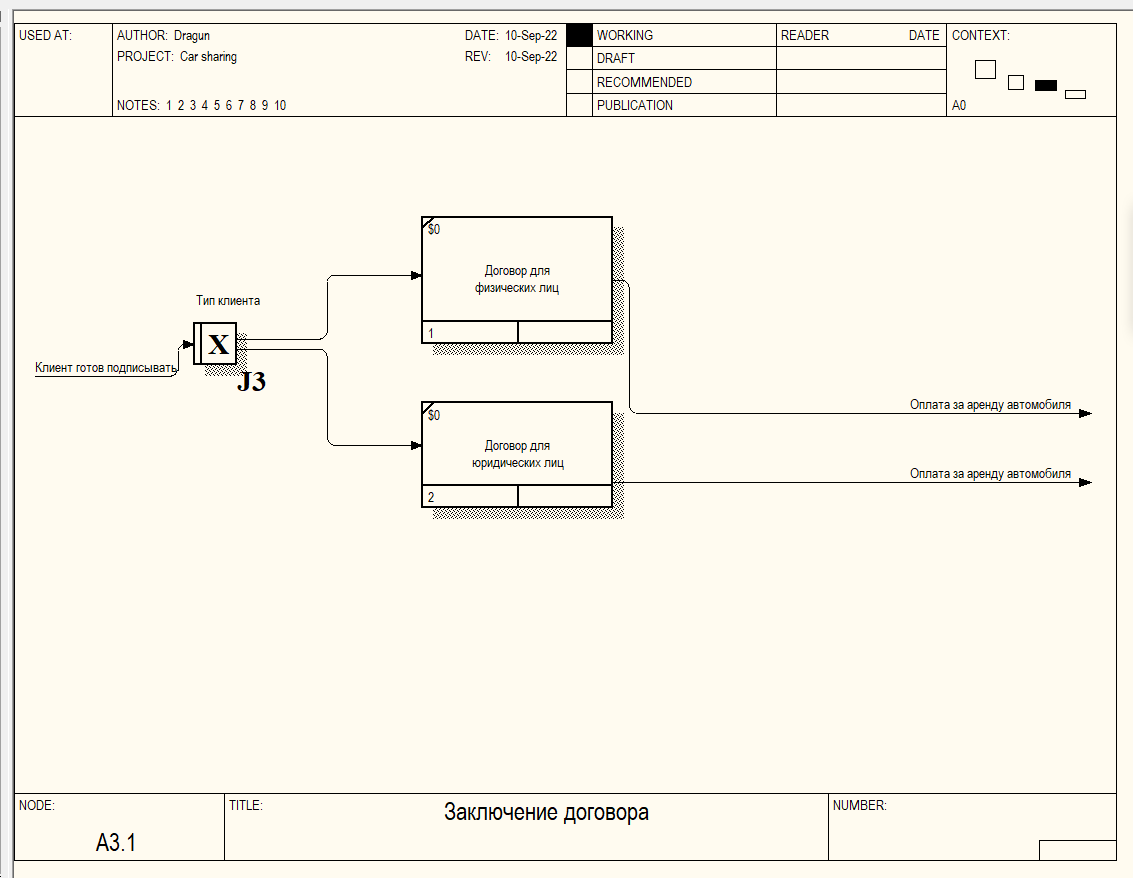 USED AT:
AUTHOR: Dragun
DATE: 10-Sep-22
WORKING
READER
DATE
CONTEXT:
PROJECT: Car sharing
REV: 10-Sep-22
DRAFT
RECOMMENDED
NOTES: 1 2 3 4 5 6 7 8 9 10
PUBLICATION
A0
$0
Договор для
физических лиц
1
Тип клиента
X
J3
Клиент готов подписывать
Оплата за аренду автомобиля
$0
Договор для
юридических лиц
2
Оплата за аренду автомобиля
NODE:
A3.1
TITLE:
Заключение договора
NUMBER: